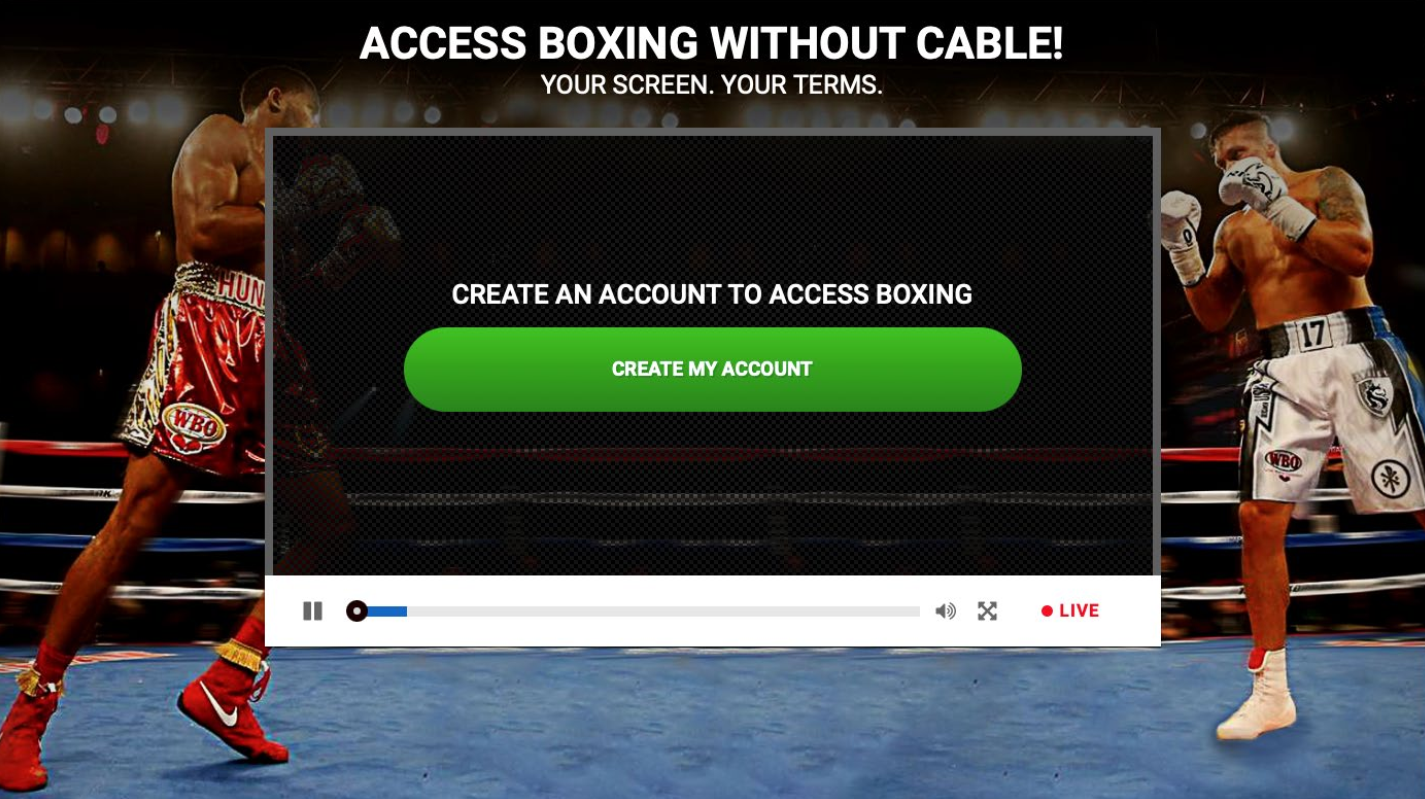 ACCESS BOXING WITHOUT CABLE!
YOUR SCREEN. YOUR TERMS.
CREATE AN ACCOUNT TO ACCESS BOXING
HUN
17
CREATE MY ACCOUNT
WBO
WBO
LIVE